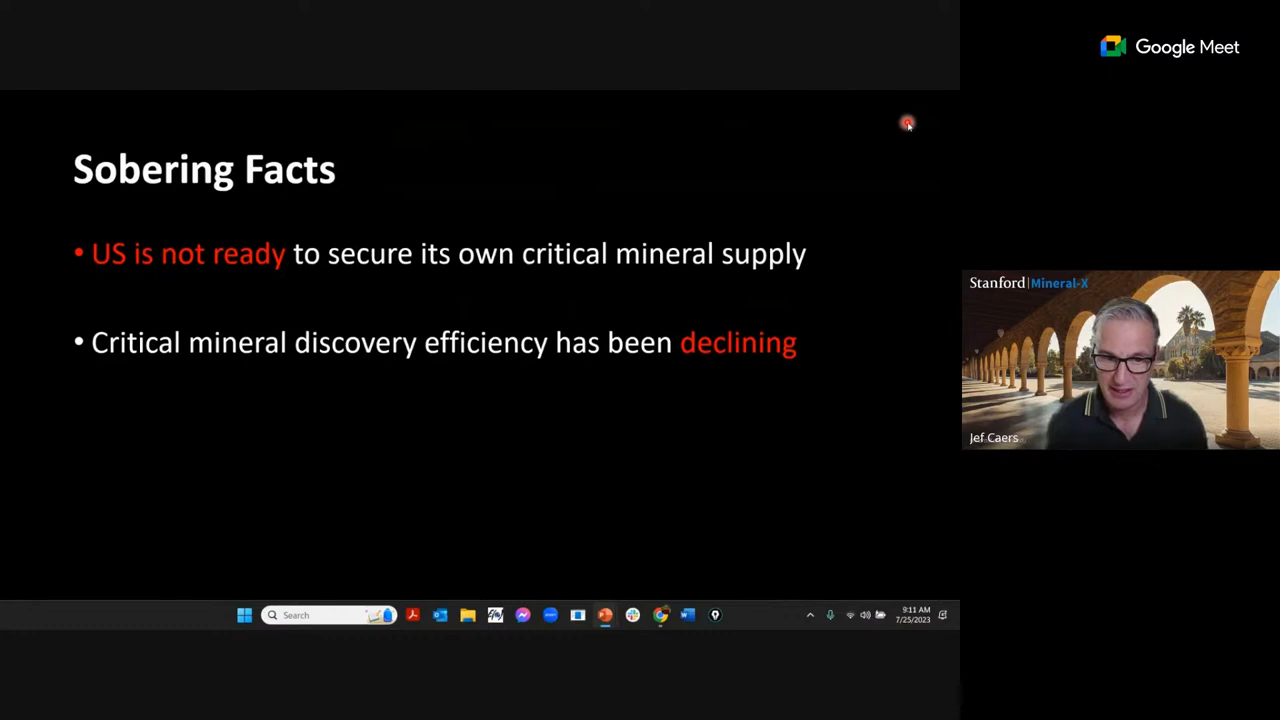 Google Meet
Sobering Facts
• US is not ready to secure its own critical mineral supply
• Critical mineral discovery efficiency has been declining
Stanford | Mineral-X
Jef Caers
Search
9:11 AM
7/25/2023